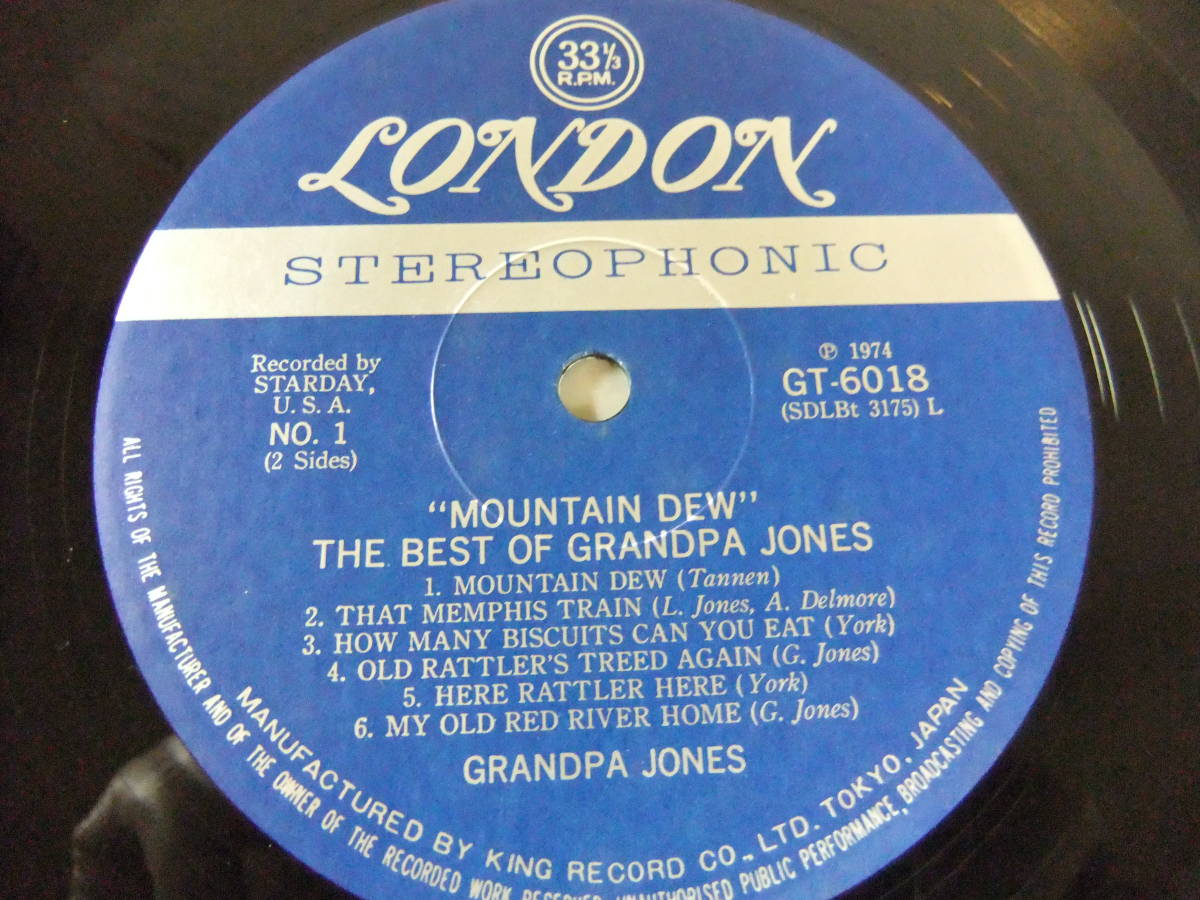 33 1/3
R.P.M.
LONDON
STEREOPHONIC
Recorded by
STARDAY,
U.S.A.
NO. 1
(2 Sides)
℗ 1974
GT-6018
(SDLBt 3175) L
"MOUNTAIN DEW"
THE BEST OF GRANDPA JONES
1. MOUNTAIN DEW (Tannen)
2. THAT MEMPHIS TRAIN (L. Jones, A. Delmore)
3. HOW MANY BISCUITS CAN YOU EAT (York)
4. OLD RATTLER'S TREED AGAIN (G. Jones)
5. HERE RATTLER HERE (York)
6. MY OLD RED RIVER HOME (G. Jones)
GRANDPA JONES
MANUFACTURED BY KING RECORD CO., LTD. TOKYO, JAPAN
ALL RIGHTS OF THE MANUFACTURER AND OF THE OWNER OF THE RECORDED WORK RESERVED UNAUTHORISED PUBLIC PERFORMANCE, BROADCASTING AND COPYING OF THIS RECORD PROHIBITED